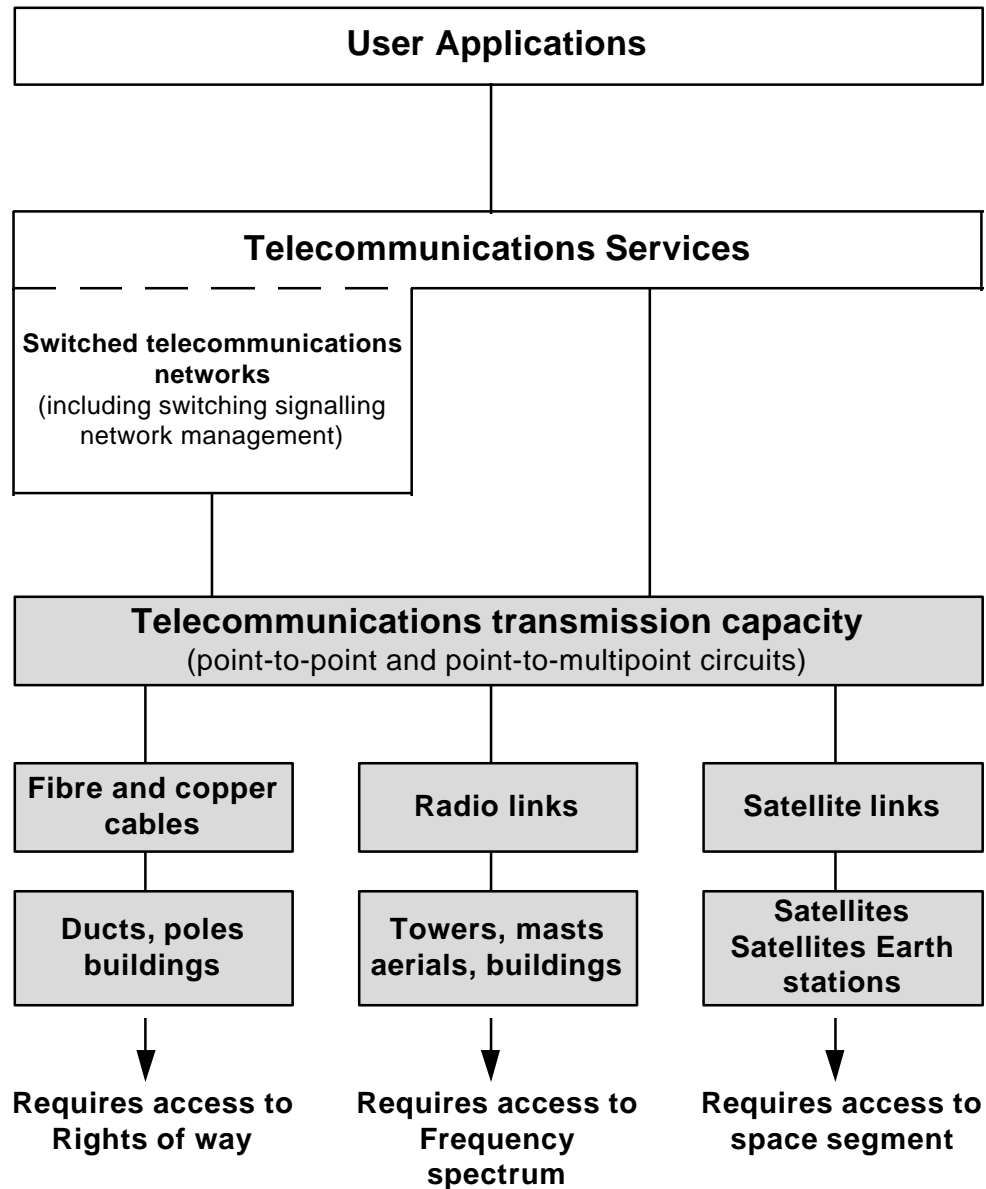 User Applications
Telecommunications Services
Switched telecommunications
networks
(including switching signalling
network management)
Telecommunications transmission capacity
(point-to-point and point-to-multipoint circuits)
Fibre and copper
cables
Radio links
Satellite links
Ducts, poles
buildings
Towers, masts
aerials, buildings
Satellites
Satellites Earth
stations
Requires access to
Rights of way
Requires access to
Frequency
spectrum
Requires access to
space segment